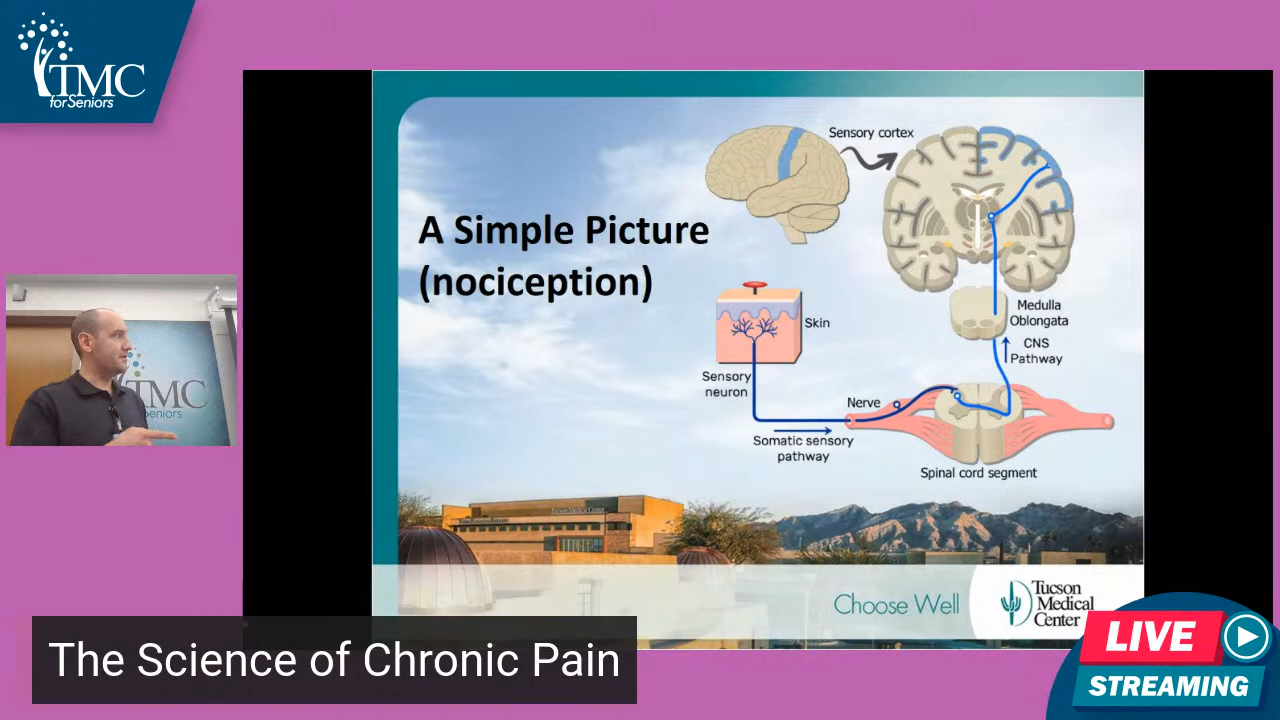 TMC
for Seniors
Sensory cortex
A Simple Picture
(nociception)
Skin
Medulla
Oblongata
CNS
Pathway
Sensory
neuron
Nerve
Somatic sensory
pathway
Spinal cord segment
TMC
Seniors
Choose Well
Tucson
Medical
Center
The Science of Chronic Pain
LIVE
STREAMING